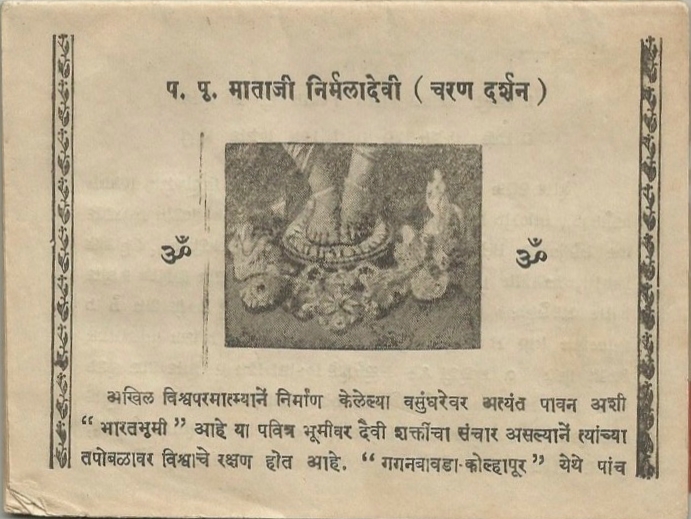 प. पू. माताजी निर्मलादेवी ( चरण दर्शन )
ॐ ॐ
अखिल विश्वपरमात्म्यानें निर्माण केलेल्या वसुंधरेवर अत्यंत पावन अशी
“ भारतभूमी ” आहे या पवित्र भूमीवर दैवी शक्तींचा संचार असल्यानें त्यांच्या
तपोबळावर विश्वाचे रक्षण होत आहे. “ गगनबावडा-कोल्हापूर ” येथे पांच